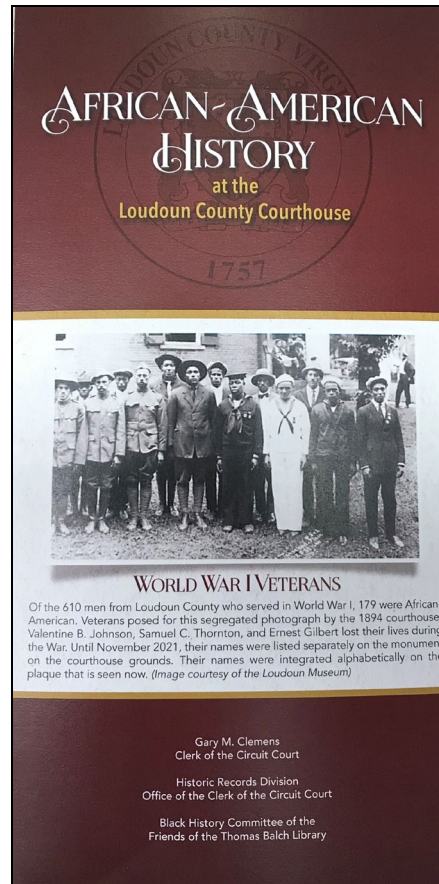 LOUDOUN COUNTY VIRGINIA
AFRICAN-AMERICAN
HISTORY
at the
Loudoun County Courthouse
1757
WORLD WAR I VETERANS
Of the 610 men from Loudoun County who served in World War I, 179 were African
American. Veterans posed for this segregated photograph by the 1894 courthouse
Valentine B. Johnson, Samuel C. Thornton, and Ernest Gilbert lost their lives during
the War. Until November 2021, their names were listed separately on the monumen
on the courthouse grounds. Their names were integrated alphabetically on the
plaque that is seen now. (Image courtesy of the Loudoun Museum)
Gary M. Clemens
Clerk of the Circuit Court
Historic Records Division
Office of the Clerk of the Circuit Court
Black History Committee of the
Friends of the Thomas Balch Library